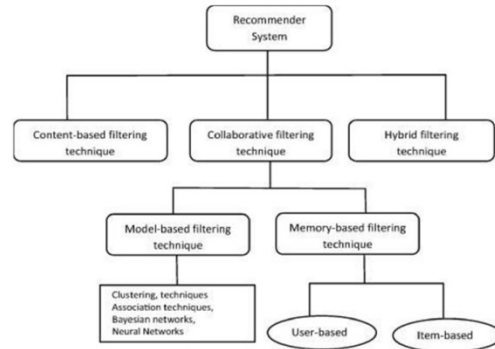 Recommender
System
Content-based filtering
technique
Collaborative filtering
technique
Hybrid filtering
technique
Model-based filtering
technique
Memory-based filtering
technique
Clustering, techniques
Association techniques,
Bayesian networks,
Neural Networks
User-based
Item-based